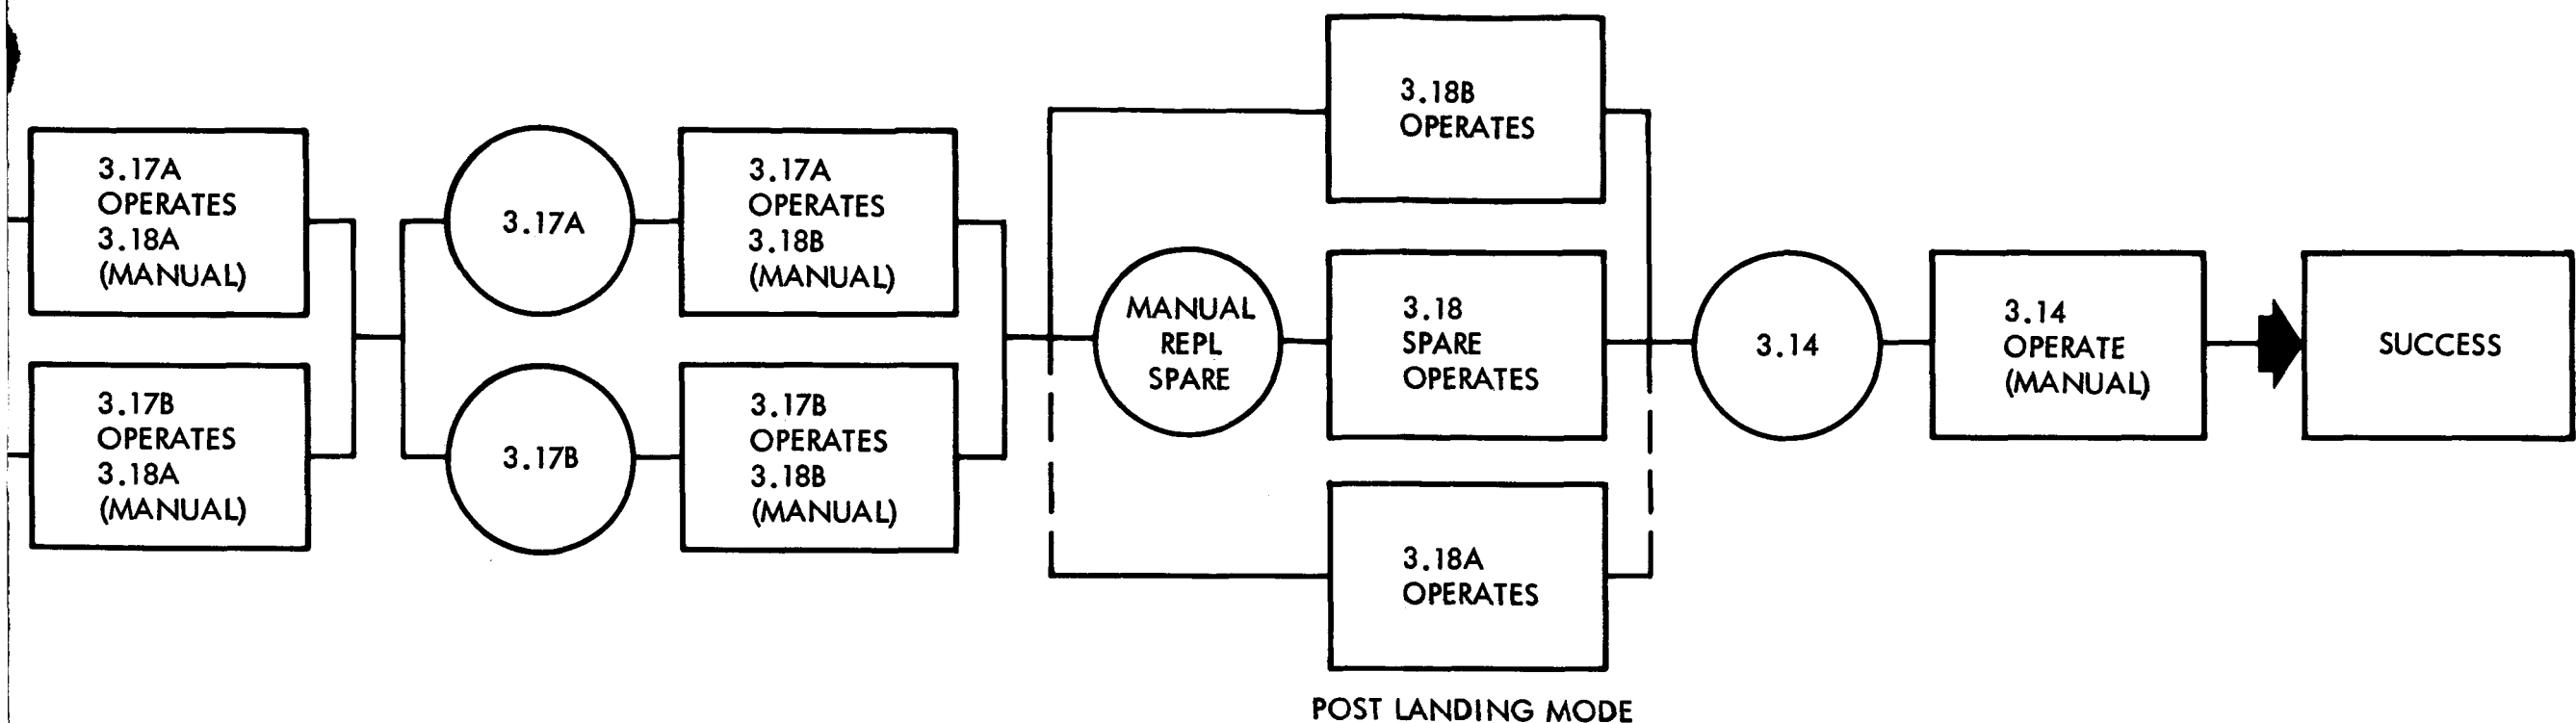 3.17A
OPERATES
3.18A
(MANUAL)
3.17B
OPERATES
3.18A
(MANUAL)
3.17A
3.17B
3.17A
OPERATES
3.18B
(MANUAL)
3.17B
OPERATES
3.18B
(MANUAL)
MANUAL
REPL
SPARE
3.18B
OPERATES
3.18
SPARE
OPERATES
3.18A
OPERATES
POST LANDING MODE
3.14
3.14
OPERATE
(MANUAL)
SUCCESS